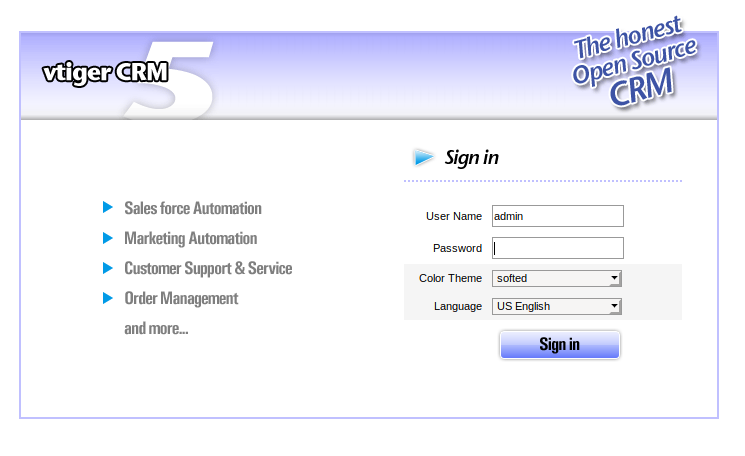 vtiger CRM 5
The honest
Open Source
CRM
Sign in
Sales force Automation
Marketing Automation
Customer Support & Service
Order Management
and more...
User Name admin
Password
Color Theme softed
Language US English
Sign in